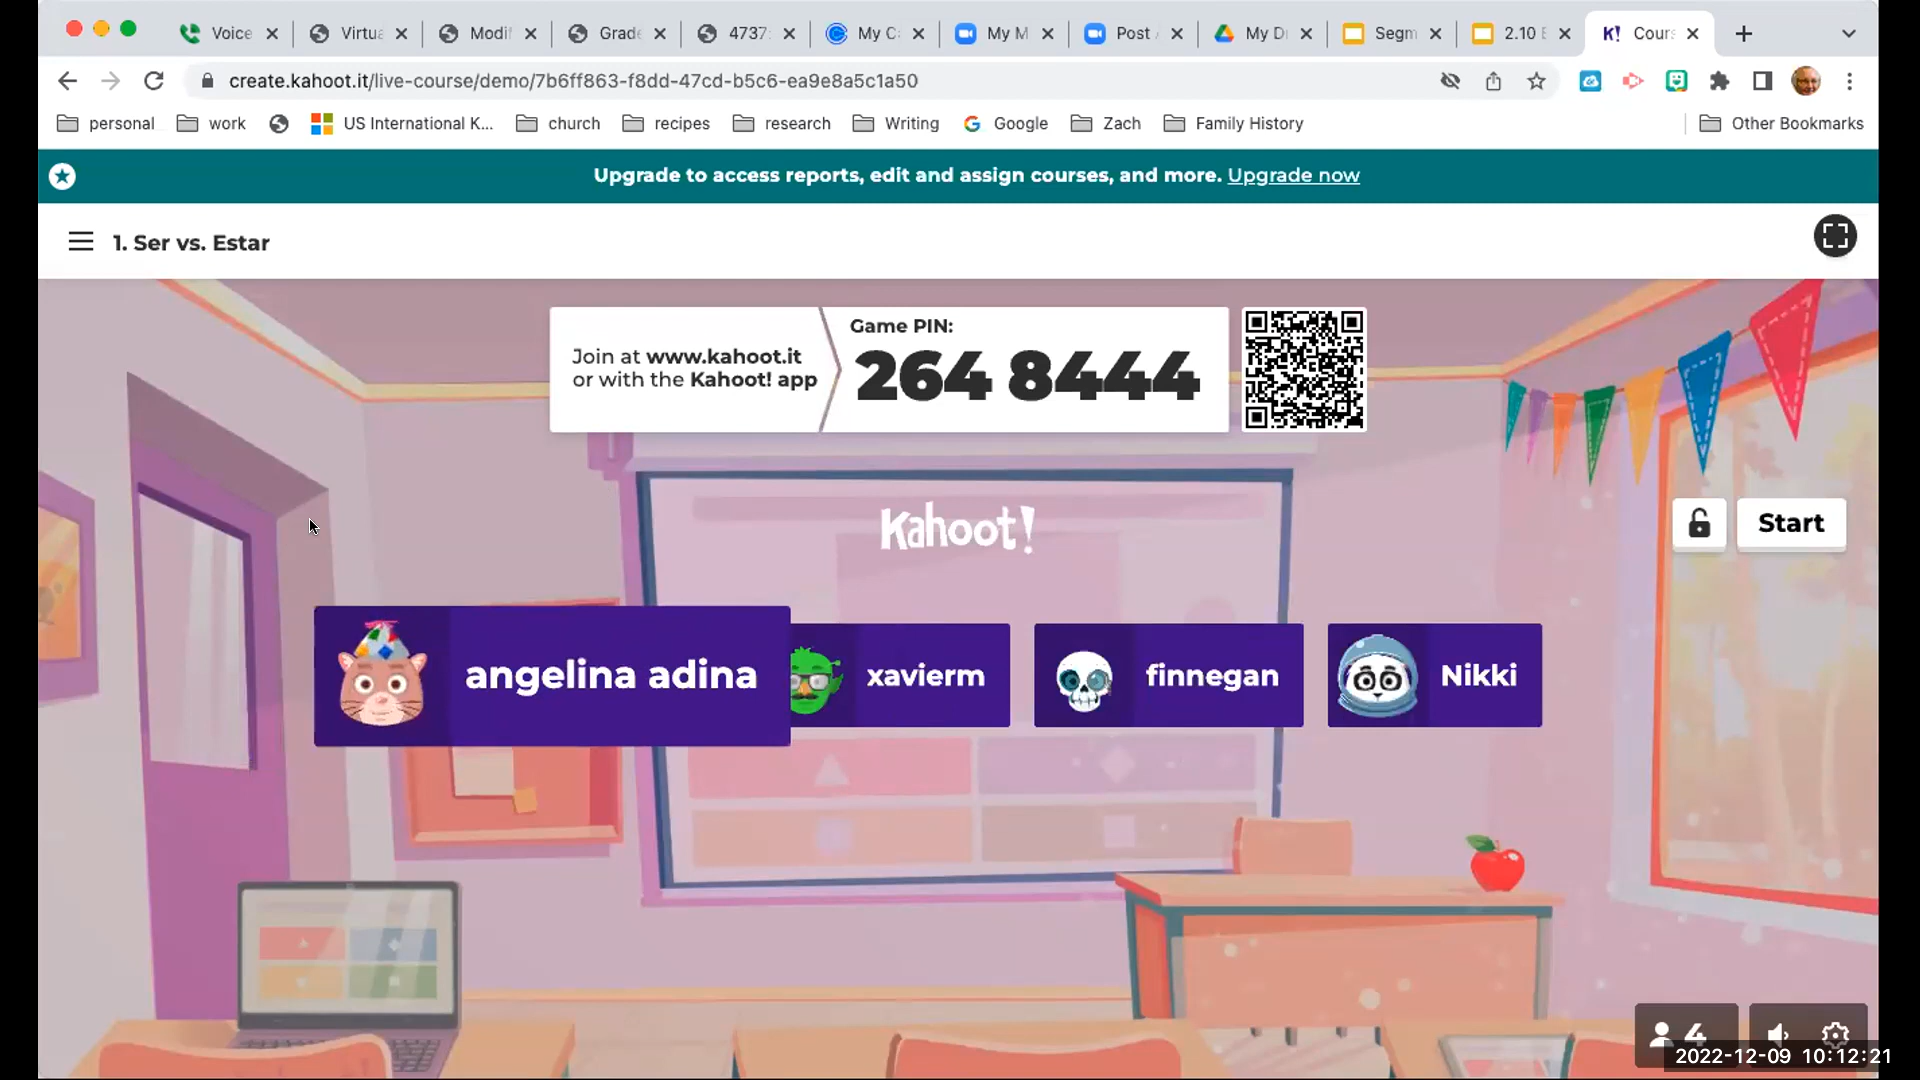 Voice
Virtua
Modif
Grade
4737
My C
My M
Post
My D
Segm
2.10 E
K! Cours
create.kahoot.it/live-course/demo/7b6ff863-f8dd-47cd-b5c6-ea9e8a5c1a50
personal
work
US International K...
church
recipes
research
Writing
Google
Zach
Family History
Other Bookmarks
Upgrade to access reports, edit and assign courses, and more. Upgrade now
1. Ser vs. Estar
Join at www.kahoot.it
or with the Kahoot! app
Game PIN:
264 8444
Kahoot!
Start
angelina adina
xavierm
finnegan
Nikki
4
2022-12-09 10:12:21